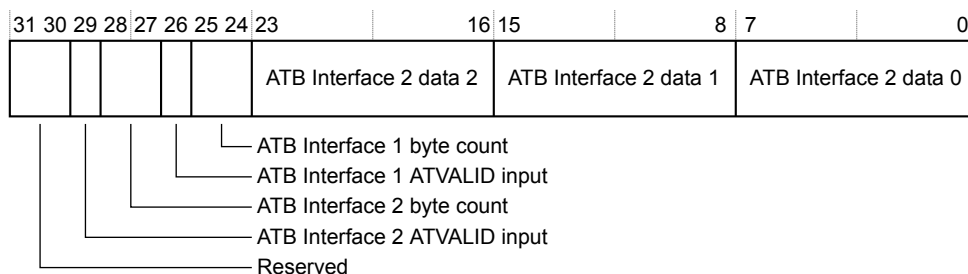 31 30 29 28 27 26 25 24 23 16 15 8 7 0
ATB Interface 2 data 2 ATB Interface 2 data 1 ATB Interface 2 data 0
ATB Interface 1 byte count
ATB Interface 1 ATVALID input
ATB Interface 2 byte count
ATB Interface 2 ATVALID input
Reserved